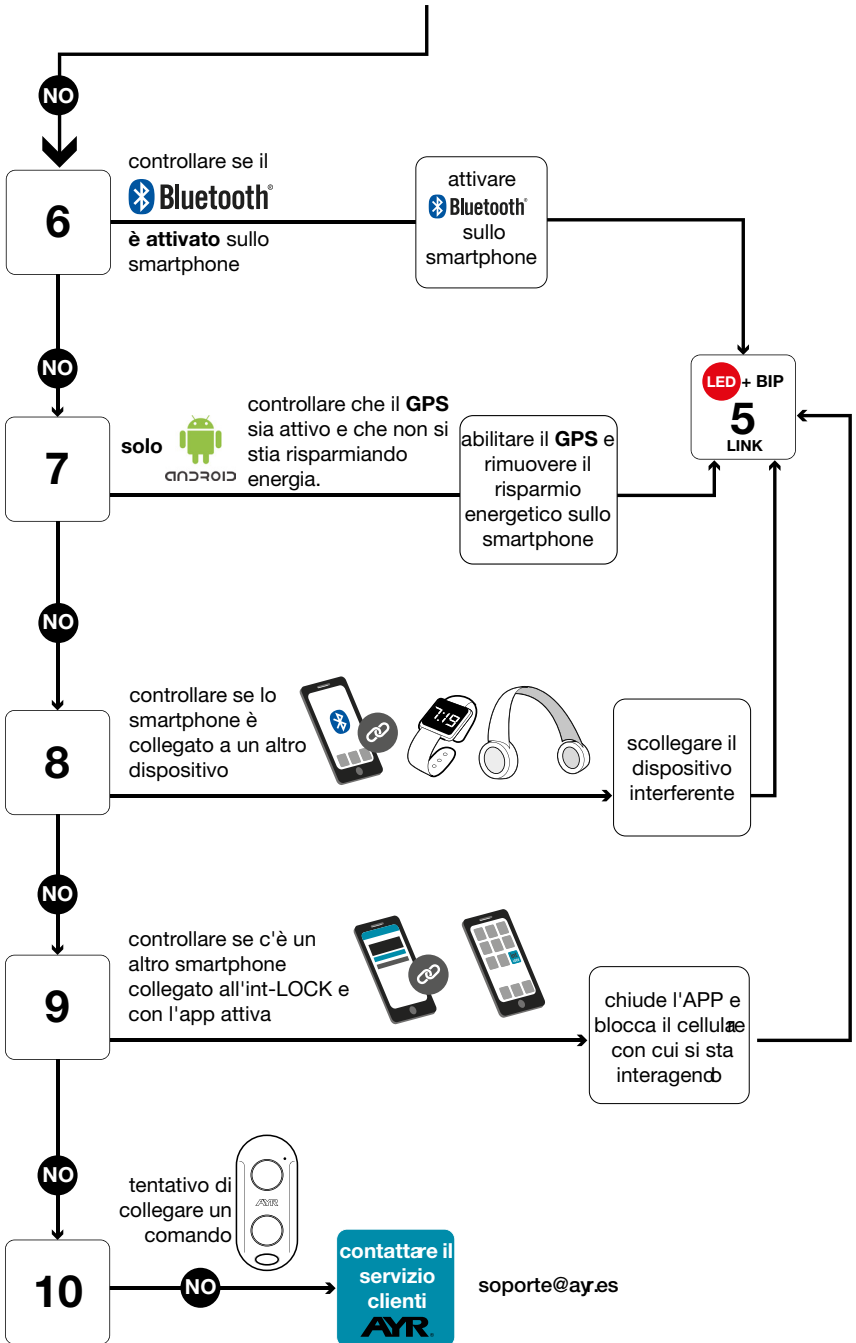 NO
6
controllare se il
Bluetooth®
è attivato sullo
smartphone
attivare
Bluetooth®
sullo
smartphone
NO
LED + BIP
5
LINK
7
solo
ANDROID
controllare che il GPS
sia attivo e che non si
stia risparmiando
energia.
abilitare il GPS e
rimuovere il
risparmio
energetico sullo
smartphone
NO
8
controllare se lo
smartphone è
collegato a un altro
dispositivo
7:19
scollegare il
dispositivo
interferente
NO
9
controllare se c'è un
altro smartphone
collegato all'int-LOCK e
con l'app attiva
chiude l'APP e
blocca il cellulare
con cui si sta
interagendo
NO
10
tentativo di
collegare un
comando
AYR
NO
contattare il
servizio
clienti
AYR®
soporte@ayr.es